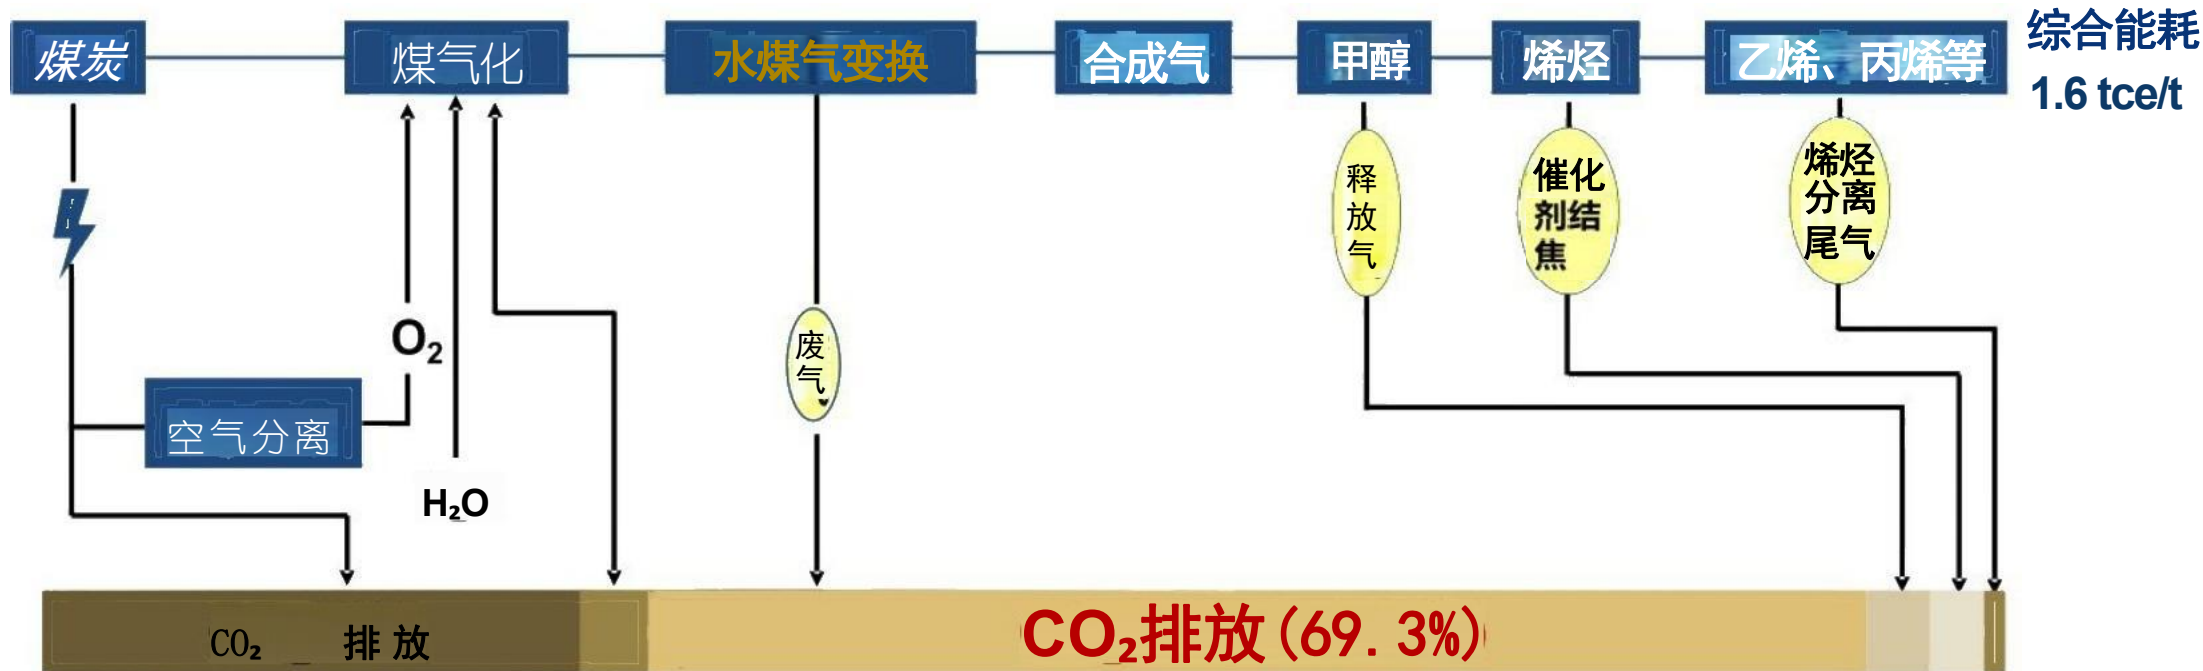 煤炭
煤气化
水煤气变换
合成气
甲醇
烯烃
乙烯、丙烯等
综合能耗
1.6 tce/t
释
放
气
催化
剂结
焦
烯烃
分离
尾气
O₂
废
气
空气分离
H₂O
CO₂ 排放
CO₂排放(69.3%)